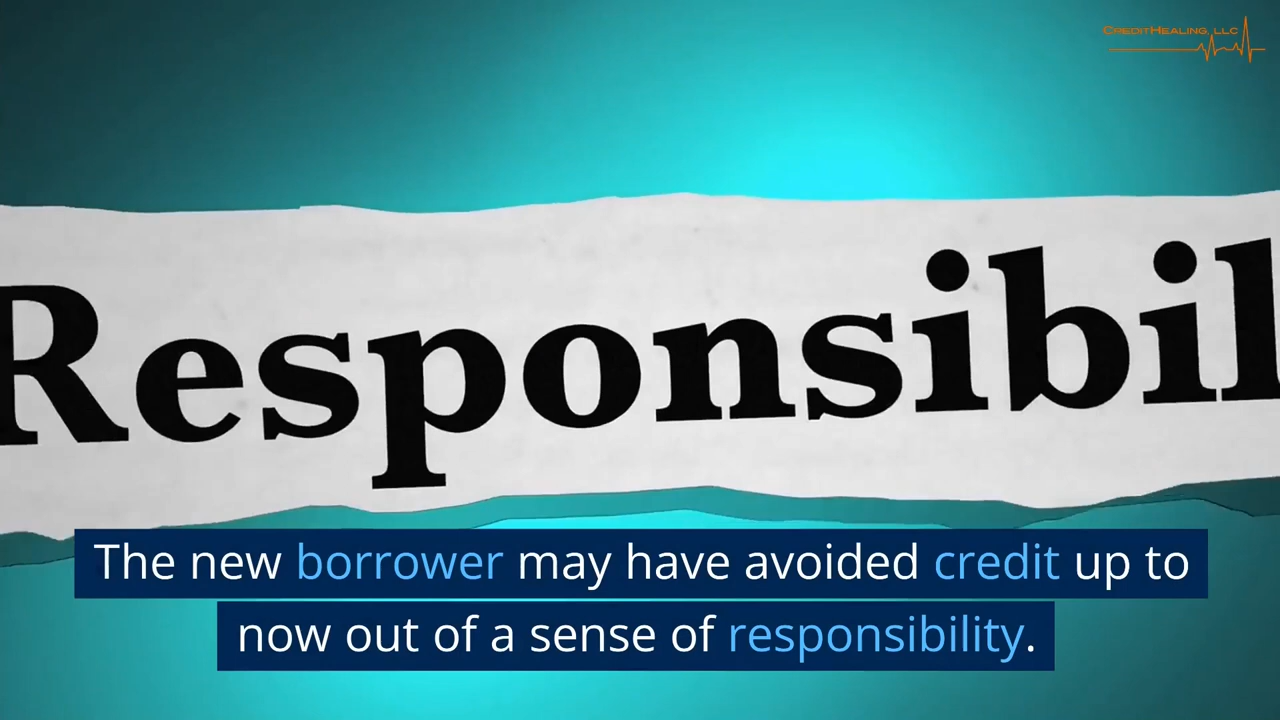 CreditHealing, LLC
Responsibil
The new borrower may have avoided credit up to
now out of a sense of responsibility.